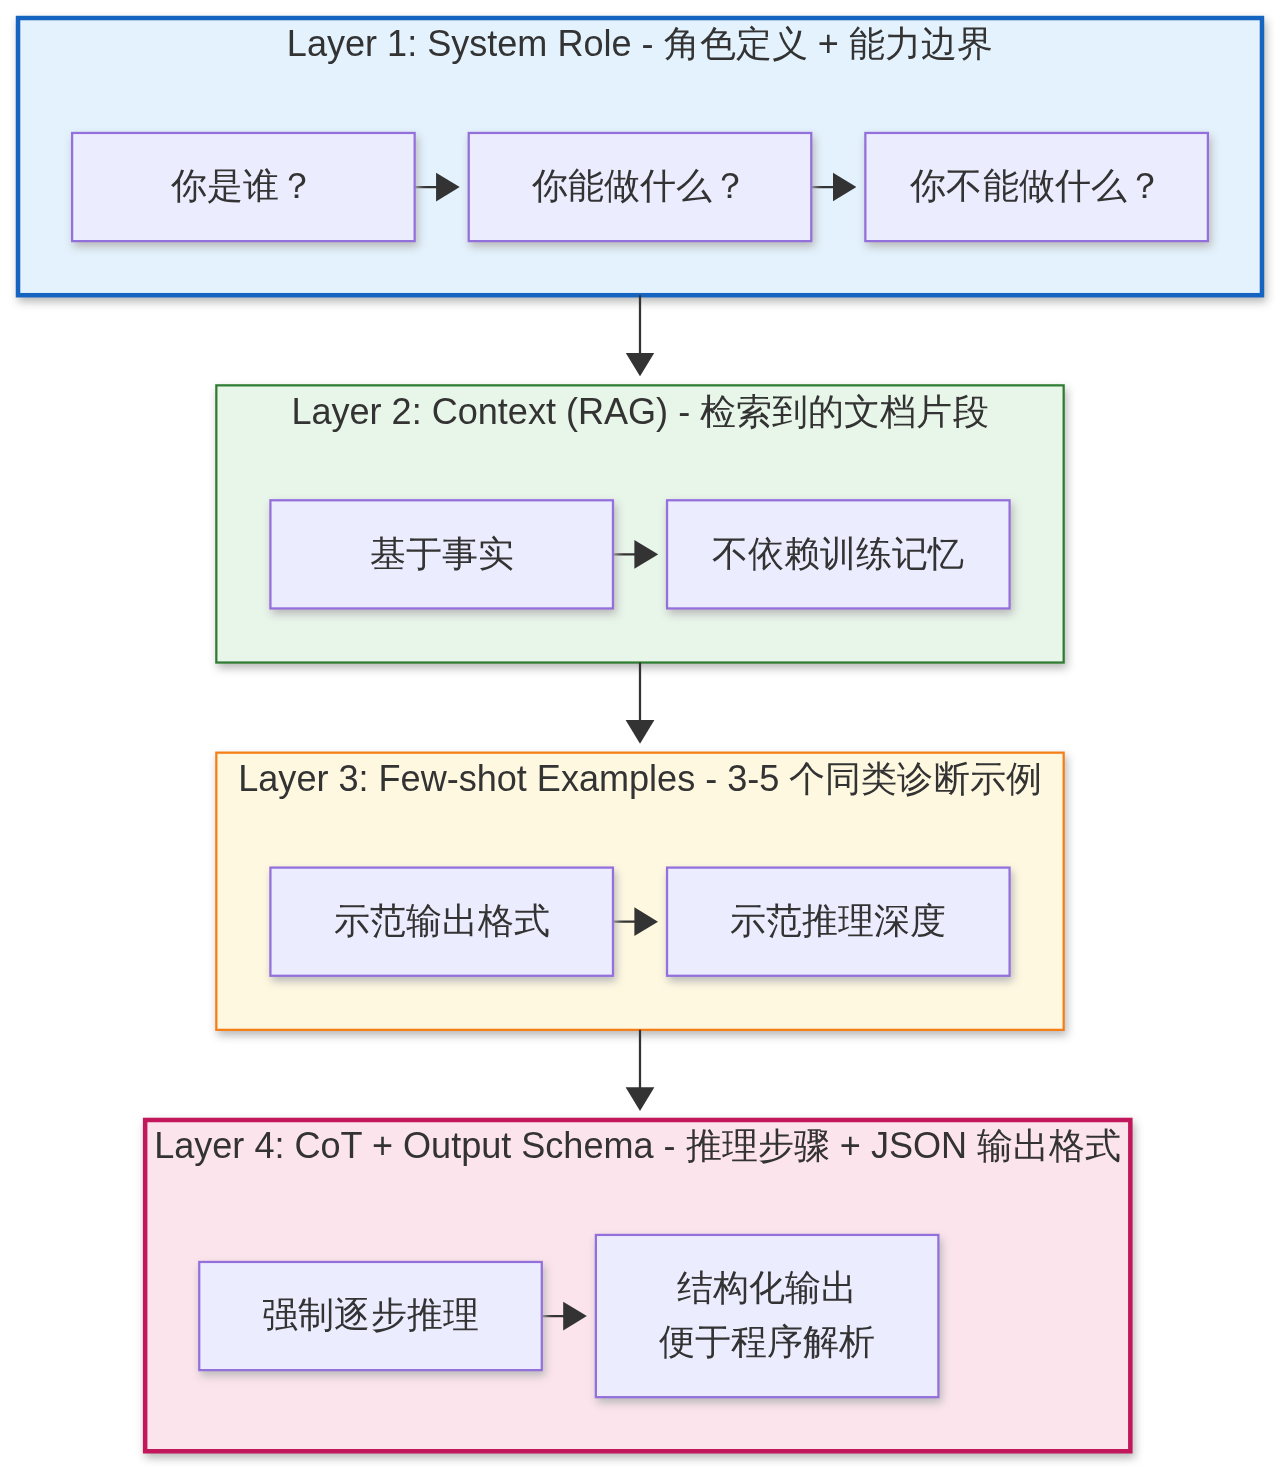 Layer 1: System Role - 角色定义 + 能力边界
你是谁？
你能做什么？
你不能做什么？
Layer 2: Context (RAG) - 检索到的文档片段
基于事实
不依赖训练记忆
Layer 3: Few-shot Examples - 3-5 个同类诊断示例
示范输出格式
示范推理深度
Layer 4: CoT + Output Schema - 推理步骤 + JSON 输出格式
强制逐步推理
结构化输出
便于程序解析